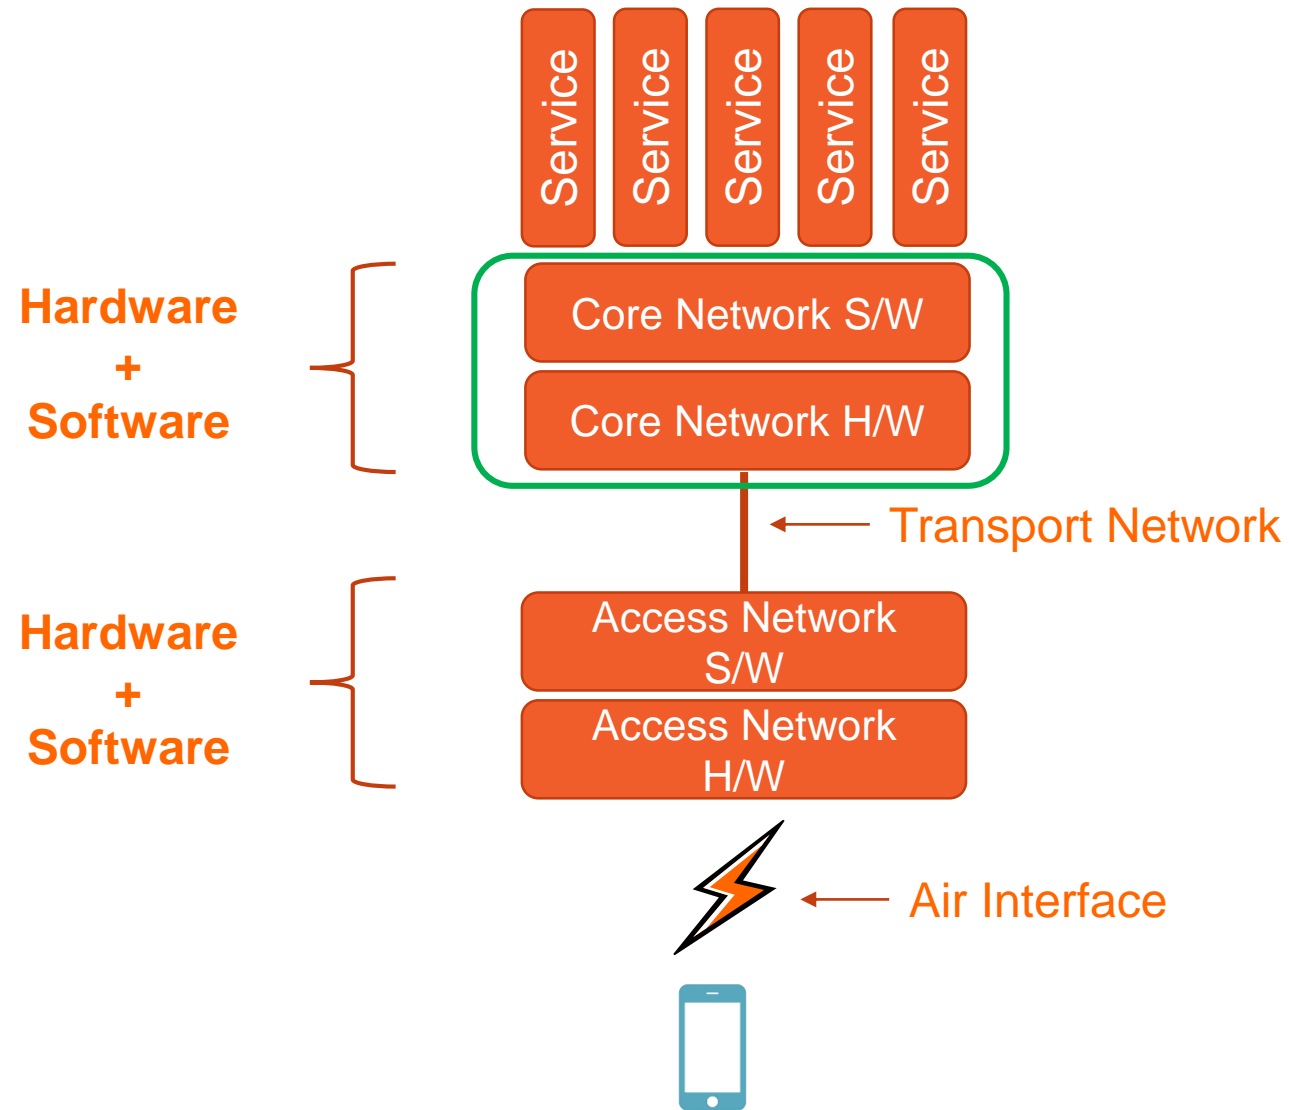 Service
Service
Service
Service
Service
Hardware
+
Software
Core Network S/W
Core Network H/W
Transport Network
Hardware
+
Software
Access Network
S/W
Access Network
H/W
Air Interface